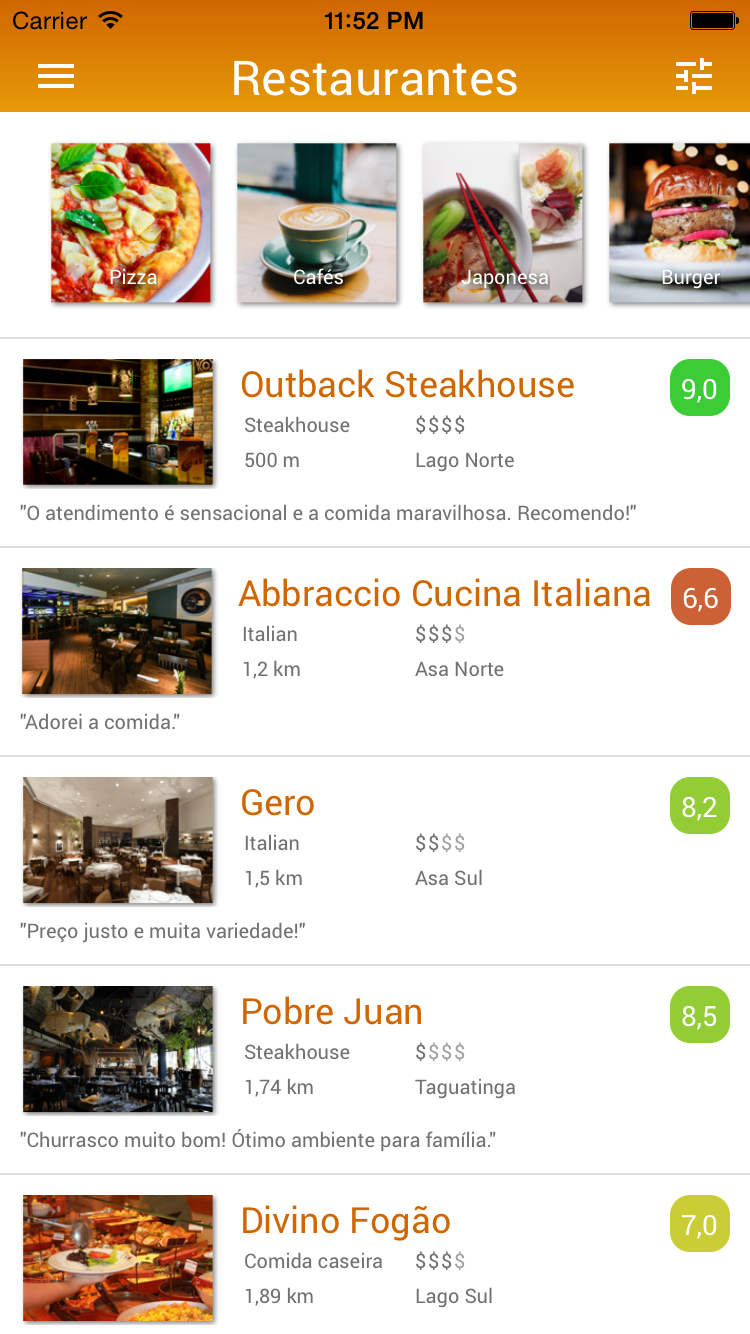 Carrier 11:52 PM
Restaurantes
Pizza Cafés Japonesa Burger
Outback Steakhouse 9,0
Steakhouse $$$$
500 m Lago Norte
"O atendimento é sensacional e a comida maravilhosa. Recomendo!"
Abbraccio Cucina Italiana 6,6
Italian $$$$
1,2 km Asa Norte
"Adorei a comida."
Gero 8,2
Italian $$$$
1,5 km Asa Sul
"Preço justo e muita variedade!"
Pobre Juan 8,5
Steakhouse $$$$
1,74 km Taguatinga
"Churrasco muito bom! Ótimo ambiente para família."
Divino Fogão 7,0
Comida caseira $$$$
1,89 km Lago Sul